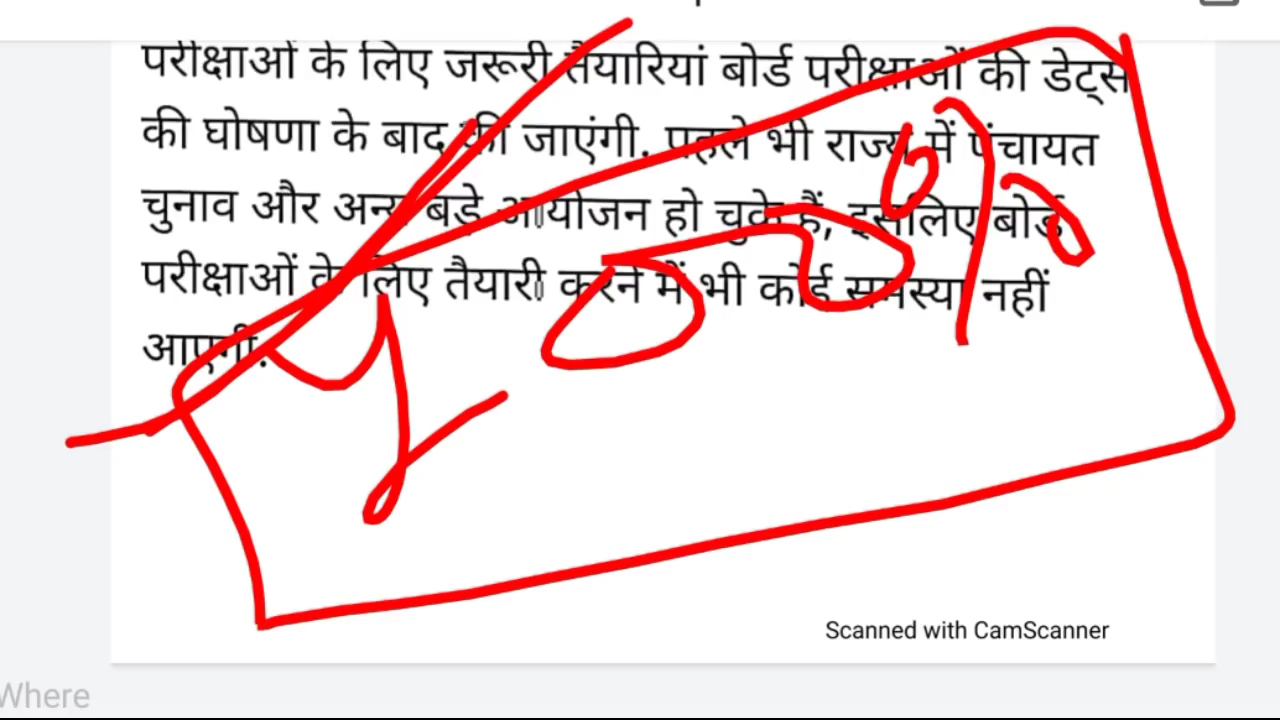 परीक्षाओं के लिए जरूरी तैयारियां बोर्ड परीक्षाओं की डेट्स
की घोषणा के बाद की जाएंगी. पहले भी राज्य में पंचायत
चुनाव और अन्य बड़े आयोजन हो चुके हैं, इसलिए बोर्ड
परीक्षाओं के लिए तैयारी करने में भी कोई समस्या नहीं
आएगी.
100%
Scanned with CamScanner
Where